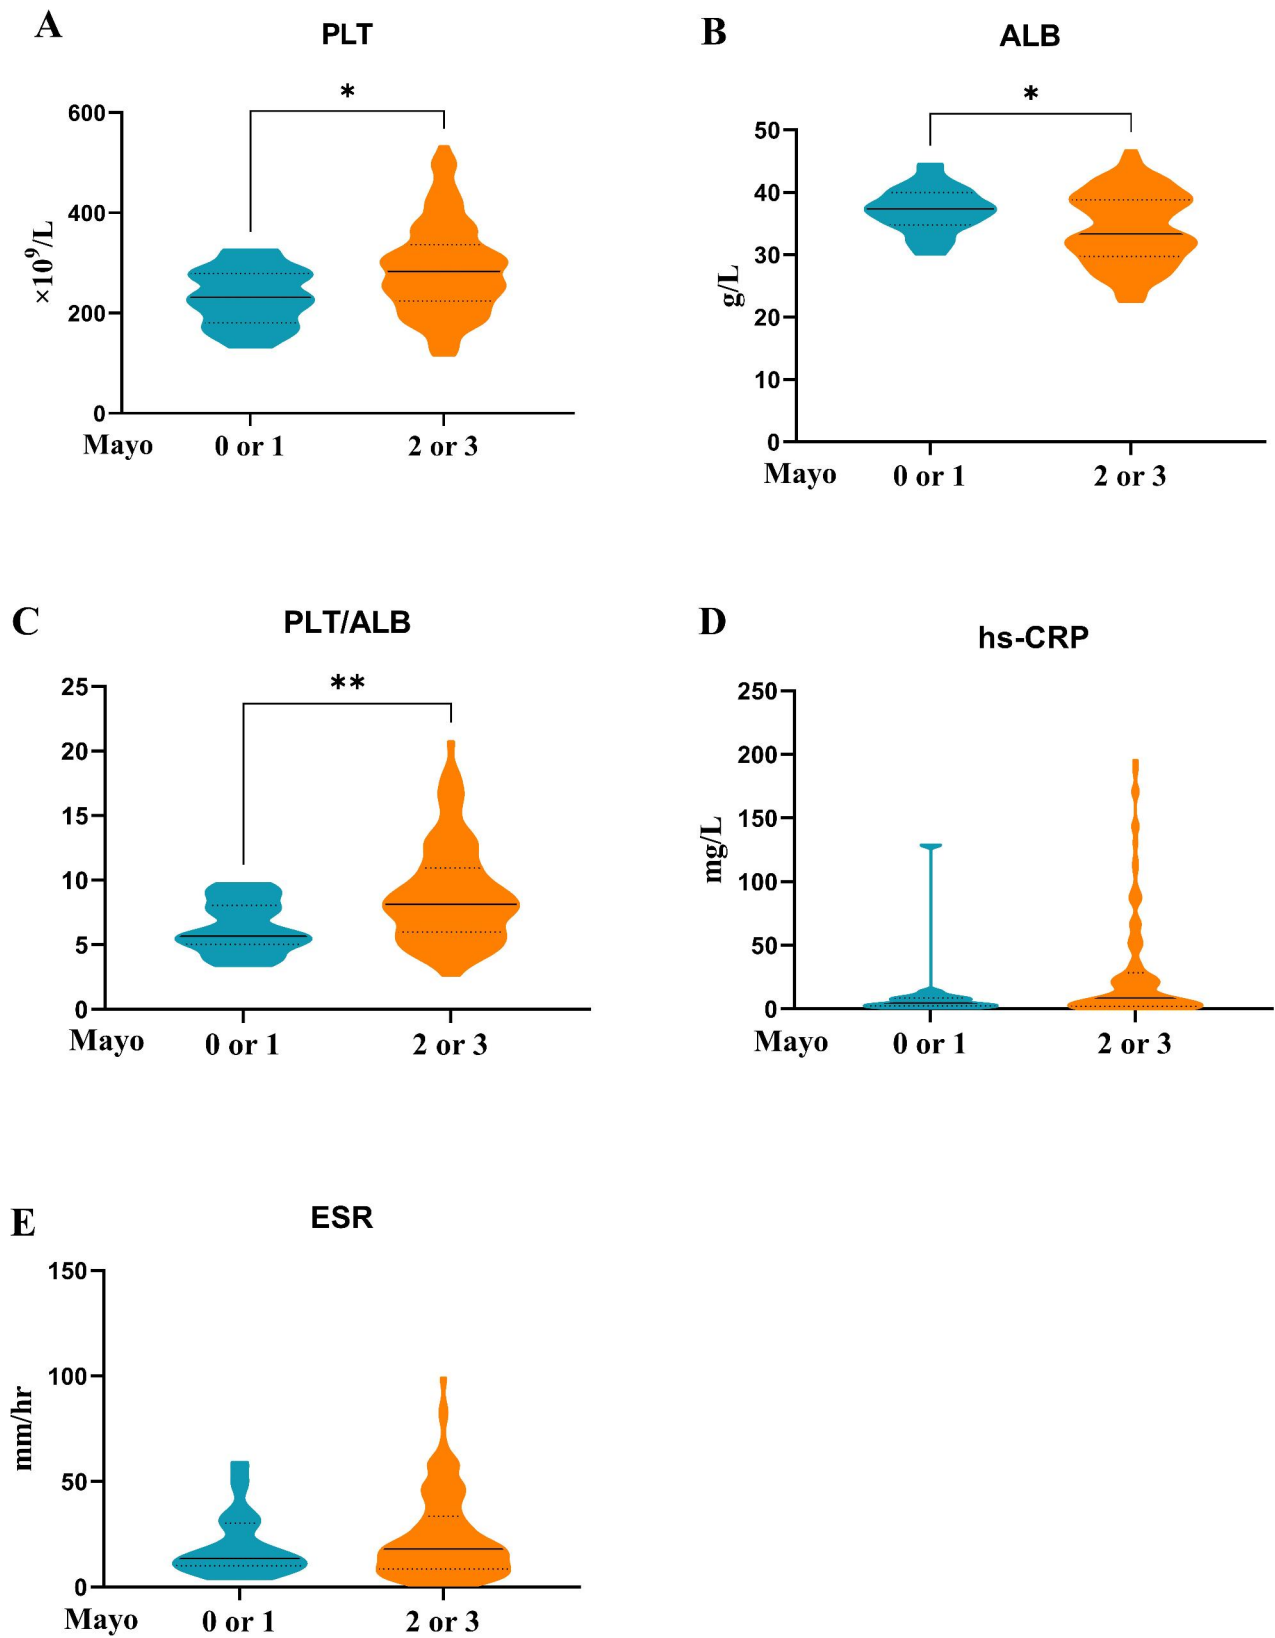 A
PLT
*
600
400
200
0
×10⁹/L
Mayo 0 or 1 2 or 3
B
ALB
*
50
40
30
20
10
0
g/L
Mayo 0 or 1 2 or 3
C
PLT/ALB
**
25
20
15
10
5
0
Mayo 0 or 1 2 or 3
D
hs-CRP
250
200
150
100
50
0
mg/L
Mayo 0 or 1 2 or 3
E
ESR
150
100
50
0
mm/hr
Mayo 0 or 1 2 or 3